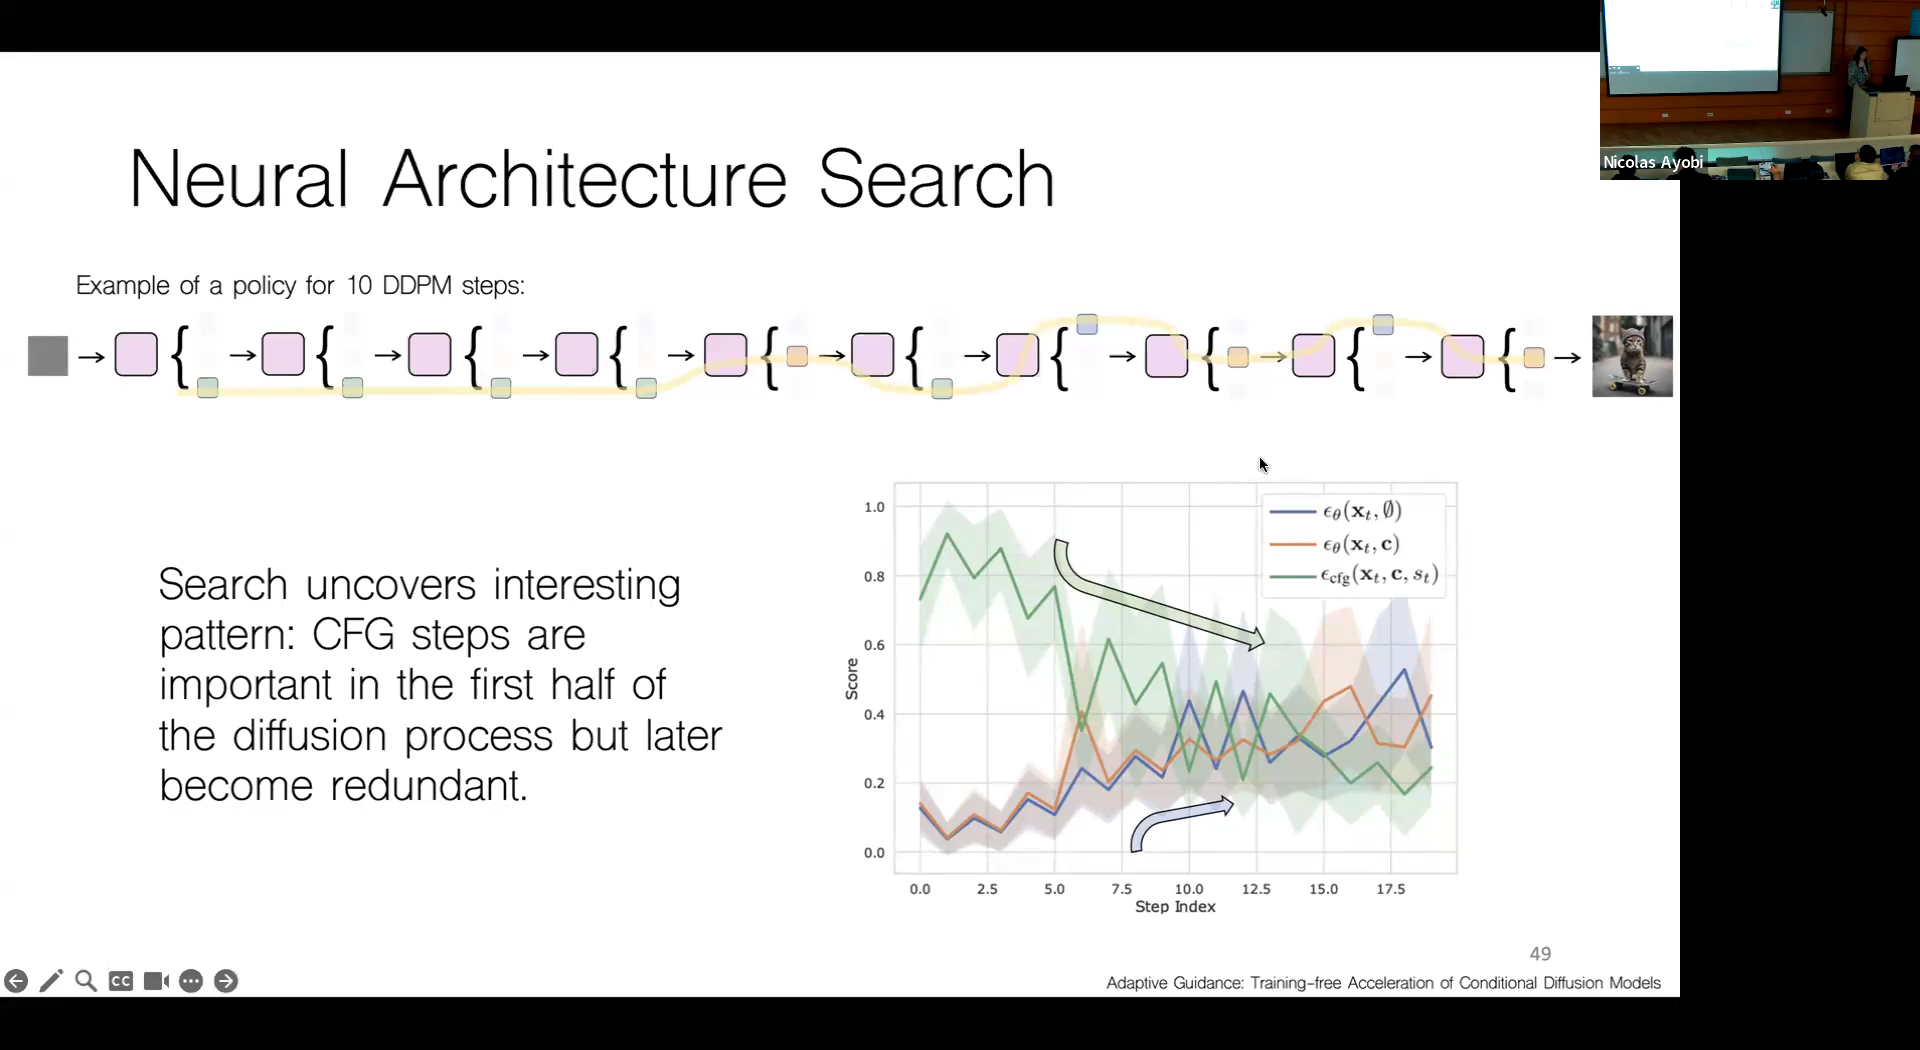 Nicolas Ayobi
Neural Architecture Search
Example of a policy for 10 DDPM steps:
Search uncovers interesting
pattern: CFG steps are
important in the first half of
the diffusion process but later
become redundant.
1.0
0.8
0.6
0.4
0.2
0.0
Score
ϵθ(xₜ, ∅)
ϵθ(xₜ, c)
ϵcfg(xₜ, c, sₜ)
0.0 2.5 5.0 7.5 10.0 12.5 15.0 17.5
Step Index
49
CC
Adaptive Guidance: Training-free Acceleration of Conditional Diffusion Models